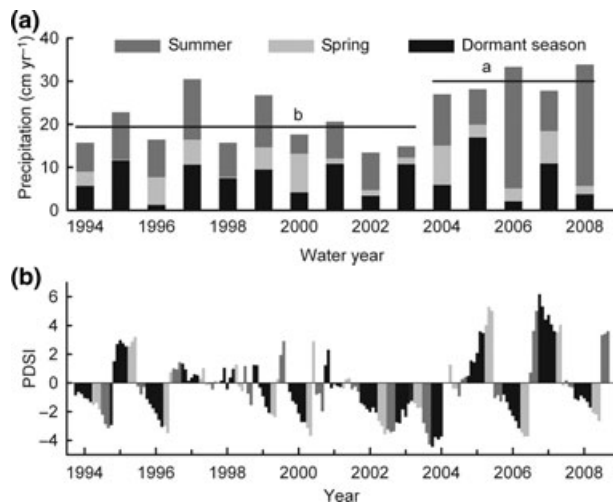 (a)
Summer Spring Dormant season
Precipitation (cm yr⁻¹)
40
30
20
10
0
b
a
1994 1996 1998 2000 2002 2004 2006 2008
Water year
(b)
PDSI
6
4
2
0
−2
−4
1994 1996 1998 2000 2002 2004 2006 2008
Year